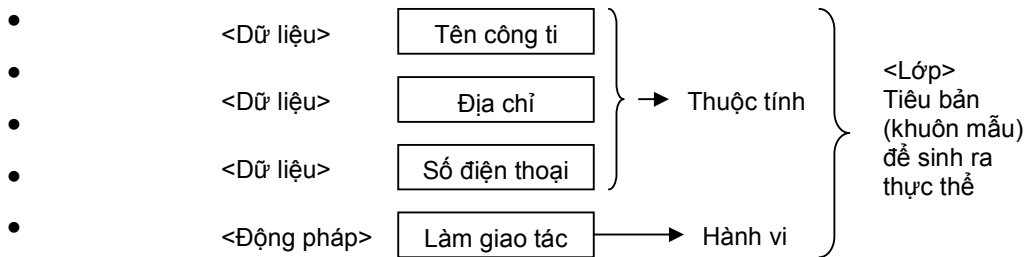 <Dữ liệu> Tên công ti
<Dữ liệu> Địa chỉ
<Dữ liệu> Số điện thoại
<Động pháp> Làm giao tác
Thuộc tính
Hành vi
<Lớp>
Tiêu bản
(khuôn mẫu)
để sinh ra
thực thể